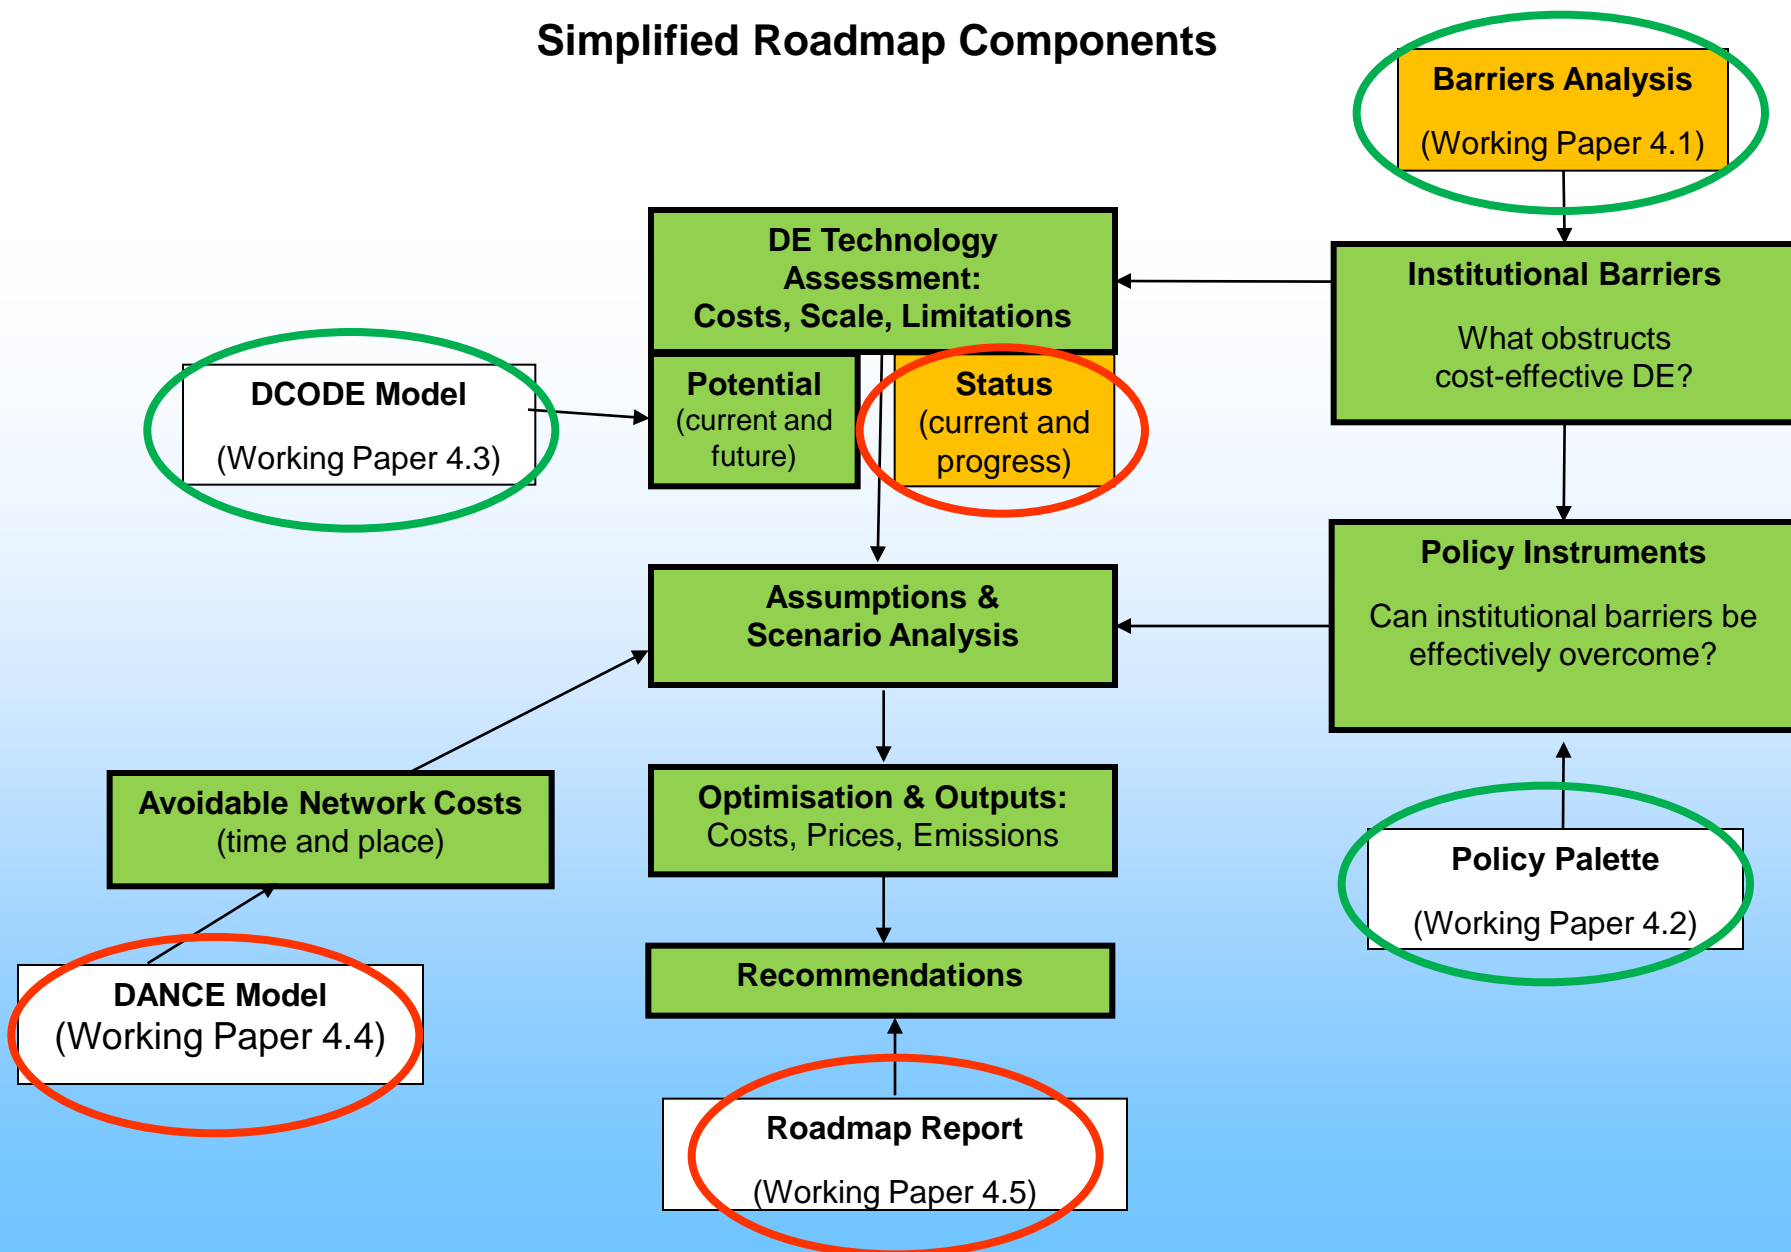 Simplified Roadmap Components
Barriers Analysis
(Working Paper 4.1)
DE Technology
Assessment:
Costs, Scale, Limitations
Institutional Barriers
What obstructs
cost-effective DE?
DCODE Model
(Working Paper 4.3)
Potential
(current and
future)
Status
(current and
progress)
Policy Instruments
Can institutional barriers be
effectively overcome?
Assumptions &
Scenario Analysis
Avoidable Network Costs
(time and place)
Optimisation & Outputs:
Costs, Prices, Emissions
Policy Palette
(Working Paper 4.2)
DANCE Model
(Working Paper 4.4)
Recommendations
Roadmap Report
(Working Paper 4.5)